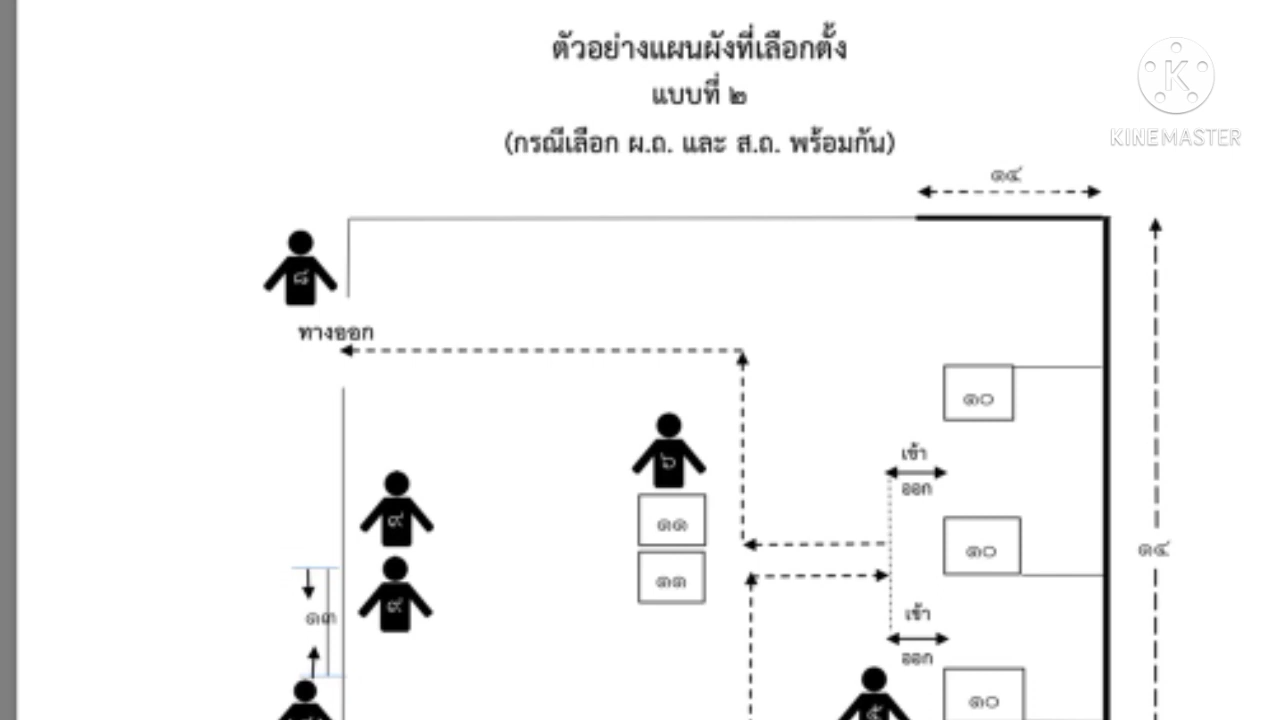 ตัวอย่างแผนผังที่เลือกตั้ง
แบบที่ ๒
(กรณีเลือก ผ.ถ. และ ส.ถ. พร้อมกัน)
KINEMASTER
๑๔
๘
ทางออก
๑๐
เข้า
ออก
๙
๑๑
๑๐
๑๔
๑๑
๙
๑๓
เข้า
ออก
๑๐